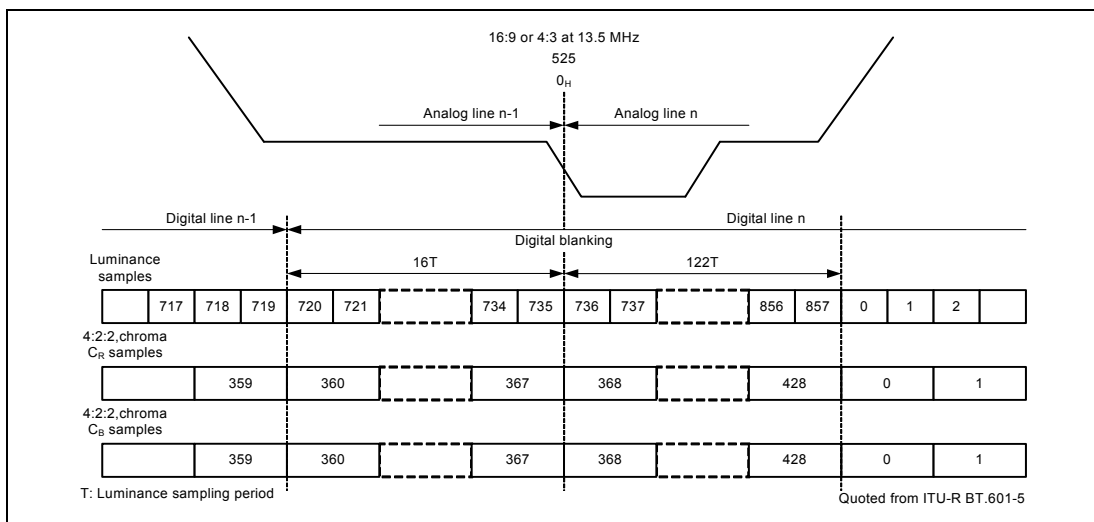 16:9 or 4:3 at 13.5 MHz
525
0H
Analog line n-1 Analog line n
Digital line n-1 Digital line n
Digital blanking
Luminance
samples
16T 122T
717 718 719 720 721 734 735 736 737 856 857 0 1 2
4:2:2,chroma
CR samples
359 360 367 368 428 0 1
4:2:2,chroma
CB samples
359 360 367 368 428 0 1
T: Luminance sampling period Quoted from ITU-R BT.601-5